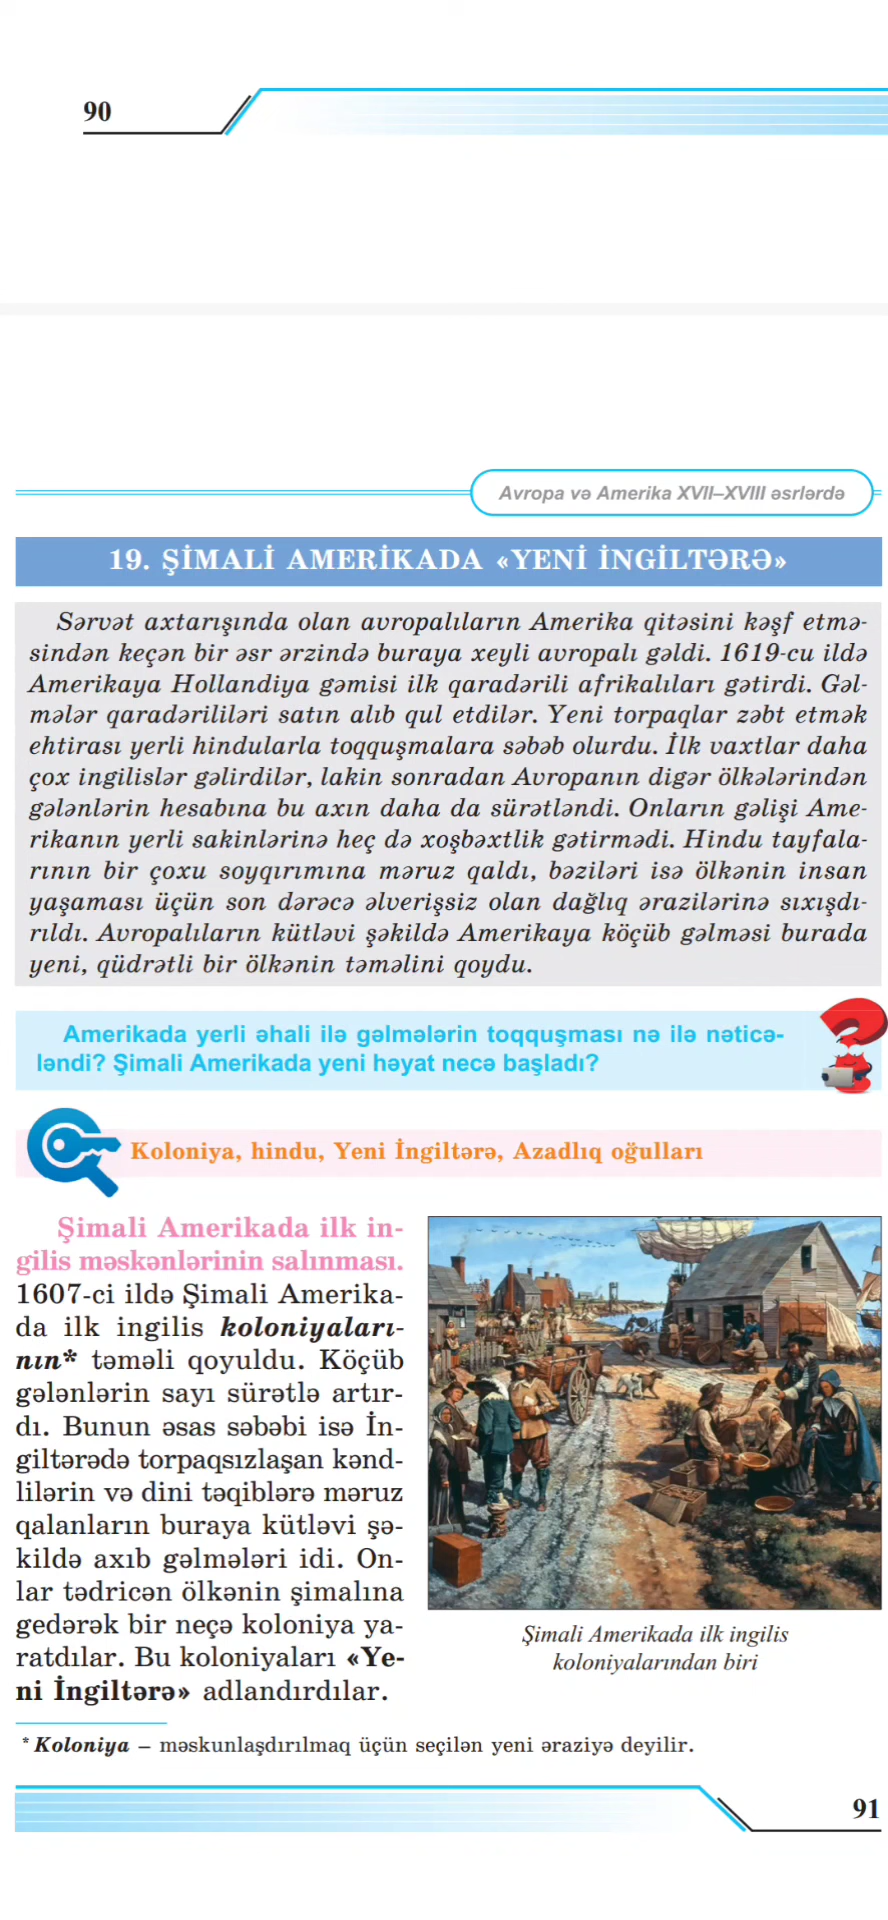 90
Avropa və Amerika XVII–XVIII əsrlərdə
19. ŞİMALİ AMERİKADA «YENİ İNGİLTƏRƏ»
Sərvət axtarışında olan avropalıların Amerika qitəsini kəşf etmə-
sindən keçən bir əsr ərzində buraya xeyli avropalı gəldi. 1619-cu ildə
Amerikaya Hollandiya gəmisi ilk qaradərili afrikalıları gətirdi. Gəl-
mələr qaradərililəri satın alıb qul etdilər. Yeni torpaqlar zəbt etmək
ehtirası yerli hindularla toqquşmalara səbəb olurdu. İlk vaxtlar daha
çox ingilislər gəlirdilər, lakin sonradan Avropanın digər ölkələrindən
gələnlərin hesabına bu axın daha da sürətləndi. Onların gəlişi Ame-
rikanın yerli sakinlərinə heç də xoşbəxtlik gətirmədi. Hindu tayfala-
rının bir çoxu soyqırımına məruz qaldı, bəziləri isə ölkənin insan
yaşaması üçün son dərəcə əlverişsiz olan dağlıq ərazilərinə sıxışdı-
rıldı. Avropalıların kütləvi şəkildə Amerikaya köçüb gəlməsi burada
yeni, qüdrətli bir ölkənin təməlini qoydu.
Amerikada yerli əhali ilə gəlmələrin toqquşması nə ilə nəticə-
ləndi? Şimali Amerikada yeni həyat necə başladı?
Koloniya, hindu, Yeni İngiltərə, Azadlıq oğulları
Şimali Amerikada ilk in-
gilis məskənlərinin salınması.
1607-ci ildə Şimali Amerika-
da ilk ingilis koloniyaları-
nın* təməli qoyuldu. Köçüb
gələnlərin sayı sürətlə artır-
dı. Bunun əsas səbəbi isə İn-
giltərədə torpaqsızlaşan kənd-
lilərin və dini təqiblərə məruz
qalanların buraya kütləvi şə-
kildə axıb gəlmələri idi. On-
lar tədricən ölkənin şimalına
gedərək bir neçə koloniya ya-
ratdılar. Bu koloniyaları «Ye-
ni İngiltərə» adlandırdılar.
Şimali Amerikada ilk ingilis
koloniyalarından biri
* Koloniya – məskunlaşdırılmaq üçün seçilən yeni əraziyə deyilir.
91